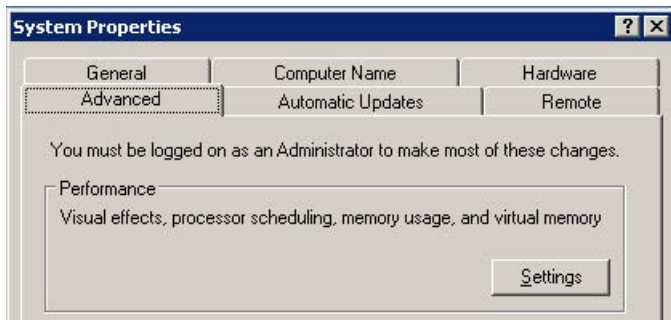 System Properties
? X
General Computer Name Hardware
Advanced Automatic Updates Remote
You must be logged on as an Administrator to make most of these changes.
Performance
Visual effects, processor scheduling, memory usage, and virtual memory
Settings